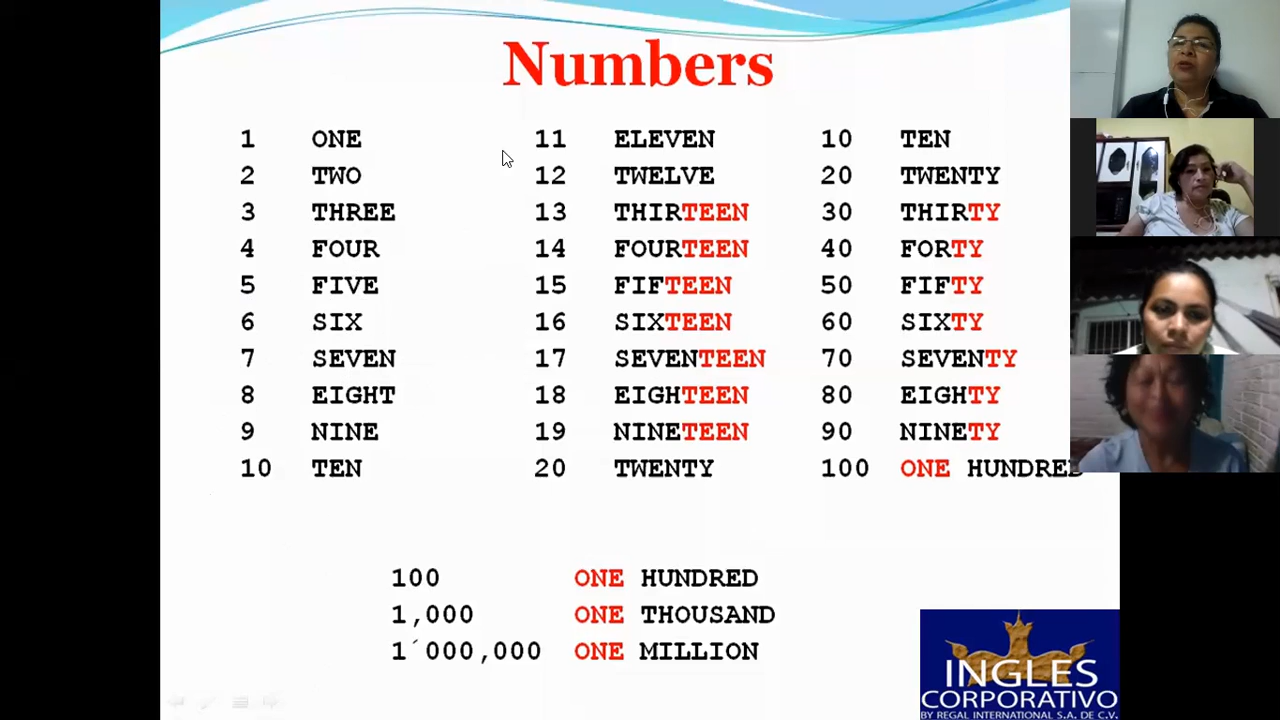 Numbers
1 ONE 11 ELEVEN 10 TEN
2 TWO 12 TWELVE 20 TWENTY
3 THREE 13 THIRTEEN 30 THIRTY
4 FOUR 14 FOURTEEN 40 FORTY
5 FIVE 15 FIFTEEN 50 FIFTY
6 SIX 16 SIXTEEN 60 SIXTY
7 SEVEN 17 SEVENTEEN 70 SEVENTY
8 EIGHT 18 EIGHTEEN 80 EIGHTY
9 NINE 19 NINETEEN 90 NINETY
10 TEN 20 TWENTY 100 ONE HUNDRED
100 ONE HUNDRED
1,000 ONE THOUSAND
1´000,000 ONE MILLION
INGLES
CORPORATIVO
BY REGAL INTERNATIONAL S.A. DE C.V.